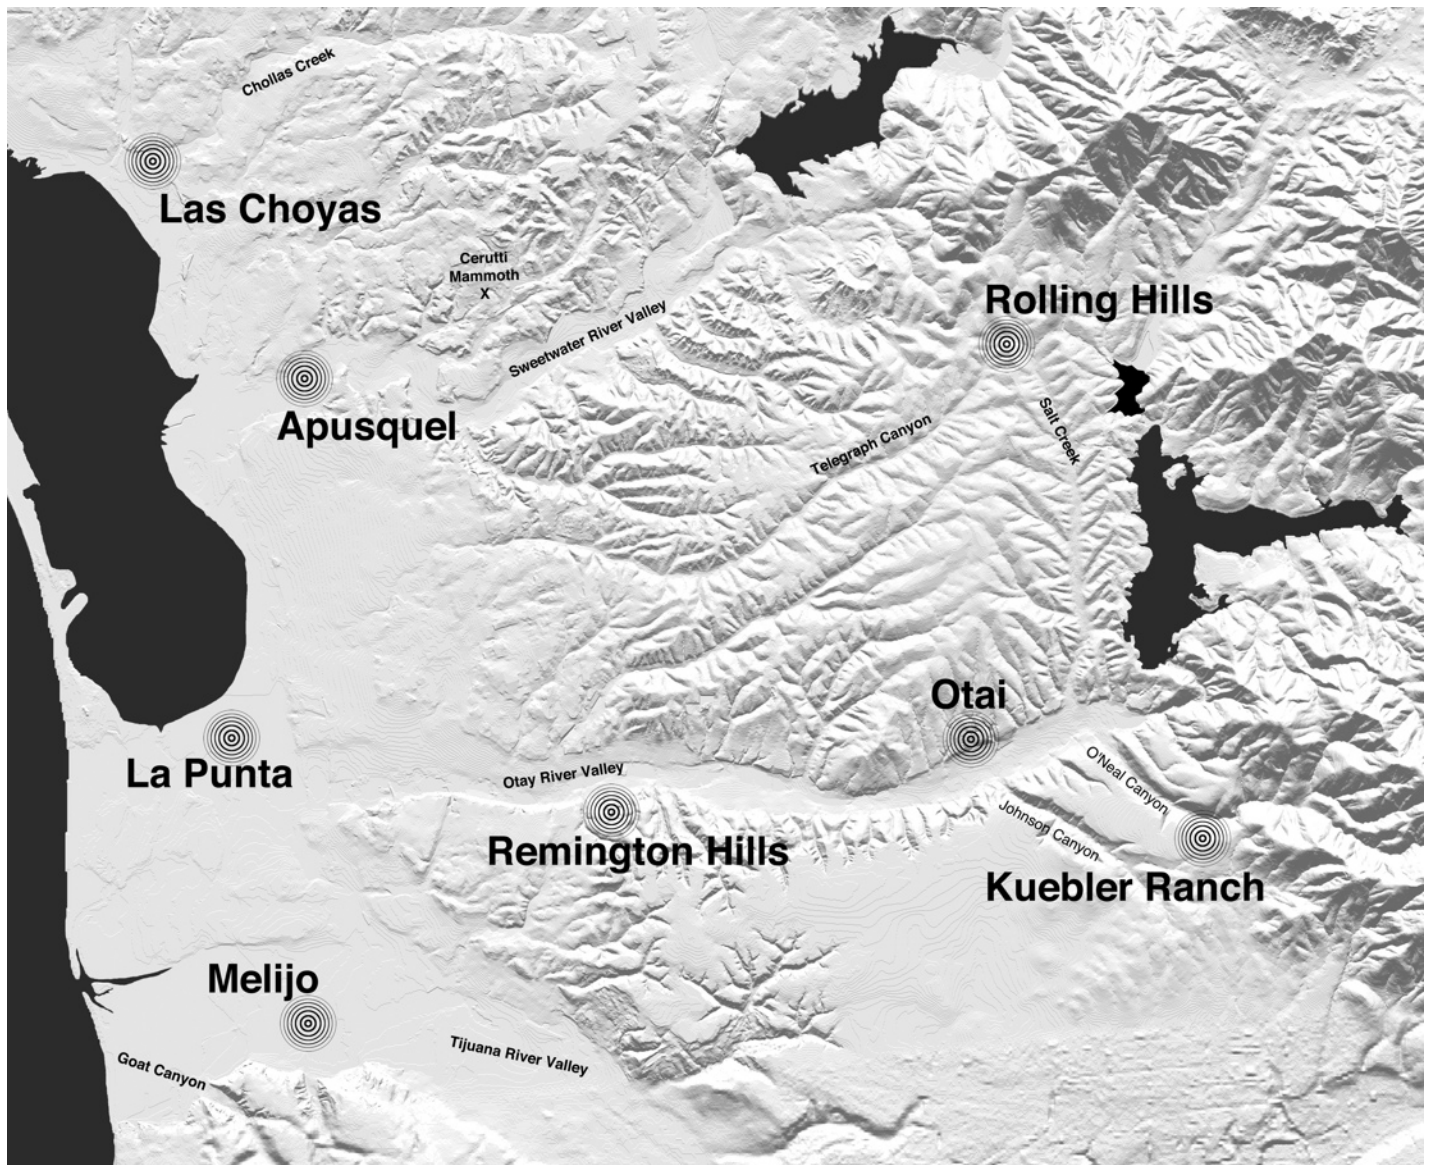 Chollas Creek
Las Choyas
Cerutti
Mammoth
X
Rolling Hills
Sweetwater River Valley
Apusquel
Telegraph Canyon
Salt Creek
Otai
La Punta
Otay River Valley
O'Neal Canyon
Johnson Canyon
Remington Hills
Kuebler Ranch
Melijo
Tijuana River Valley
Goat Canyon